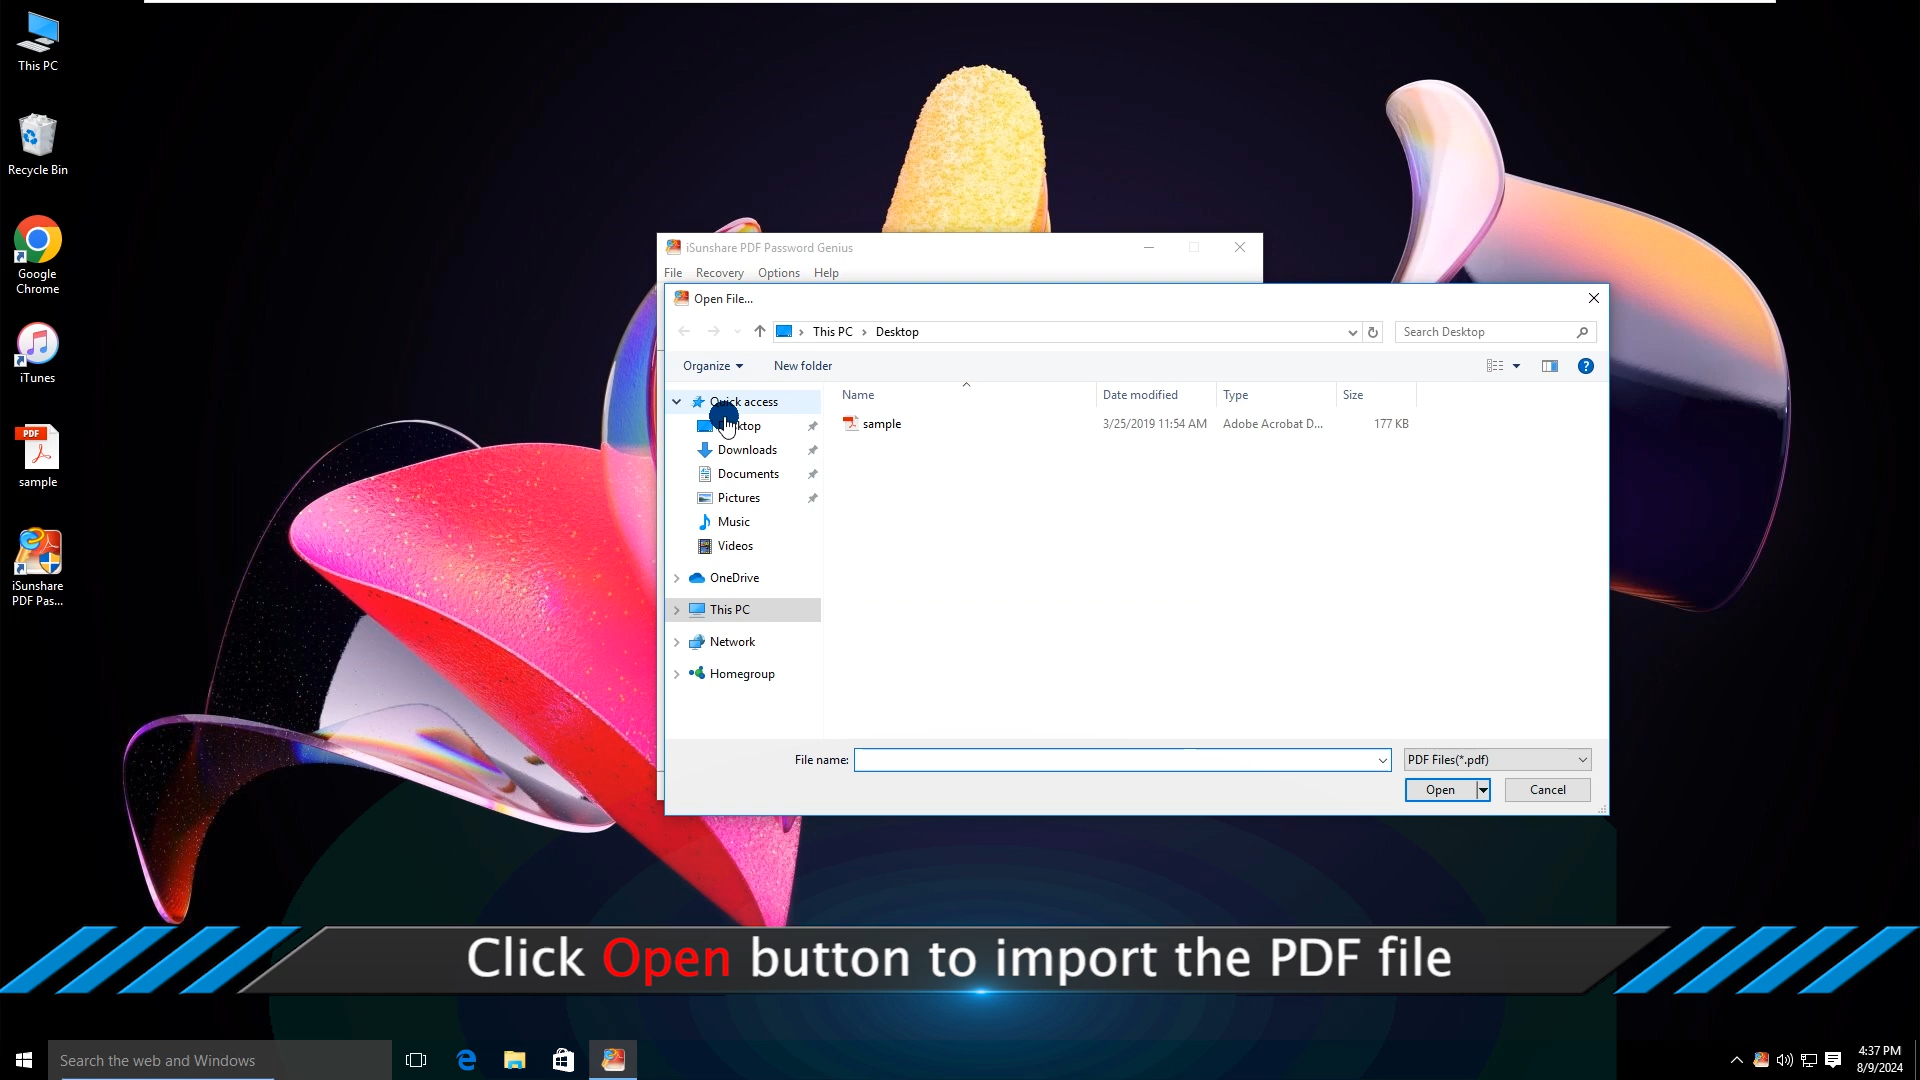 This PC
Recycle Bin
Google
Chrome
iTunes
PDF
sample
iSunshare
PDF Pas...
iSunshare PDF Password Genius
File Recovery Options Help
Open File...
This PC > Desktop
Search Desktop
Organize New folder
Name Date modified Type Size
sample 3/25/2019 11:54 AM Adobe Acrobat D... 177 KB
Quick access
Downloads
Documents
Pictures
Music
Videos
OneDrive
This PC
Network
Homegroup
File name:
PDF Files(*.pdf)
Open Cancel
Click Open button to import the PDF file
Search the web and Windows
4:37 PM
8/9/2024